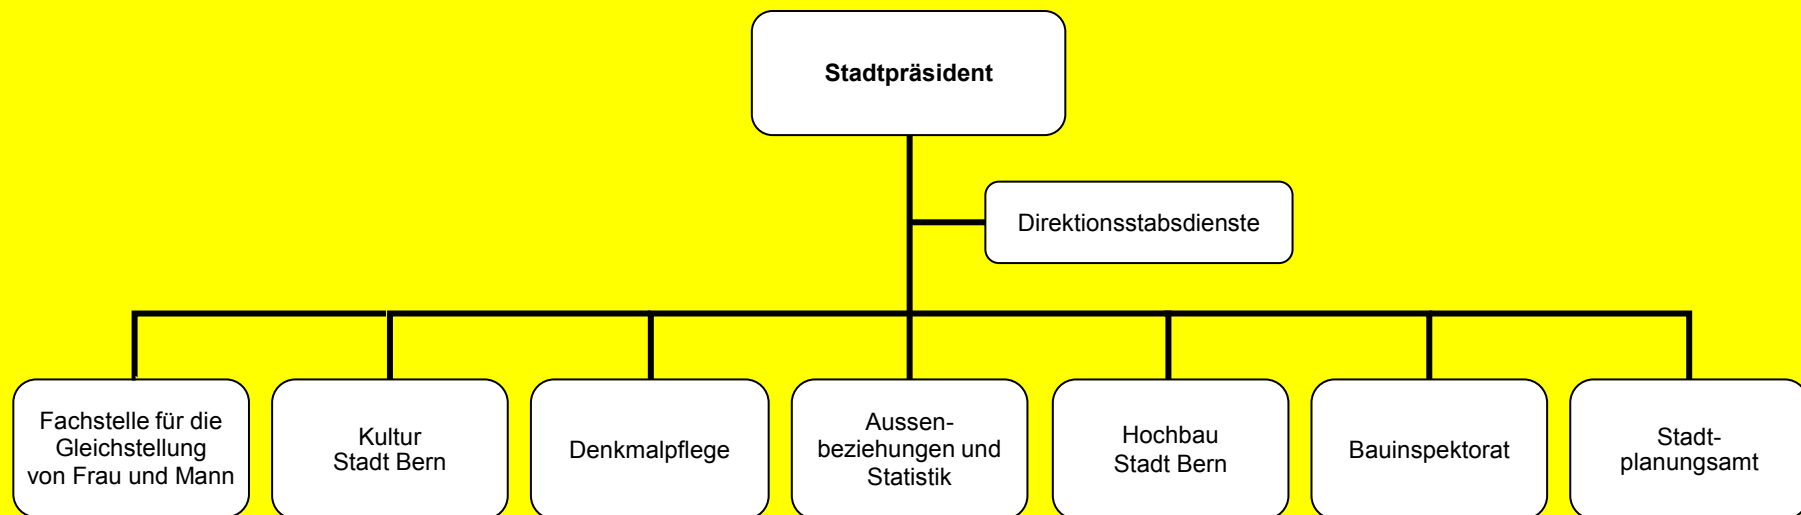 Stadtpräsident
Direktionsstabsdienste
Fachstelle für die
Gleichstellung
von Frau und Mann
Kultur
Stadt Bern
Denkmalpflege
Aussen-
beziehungen und
Statistik
Hochbau
Stadt Bern
Bauinspektorat
Stadt-
planungsamt